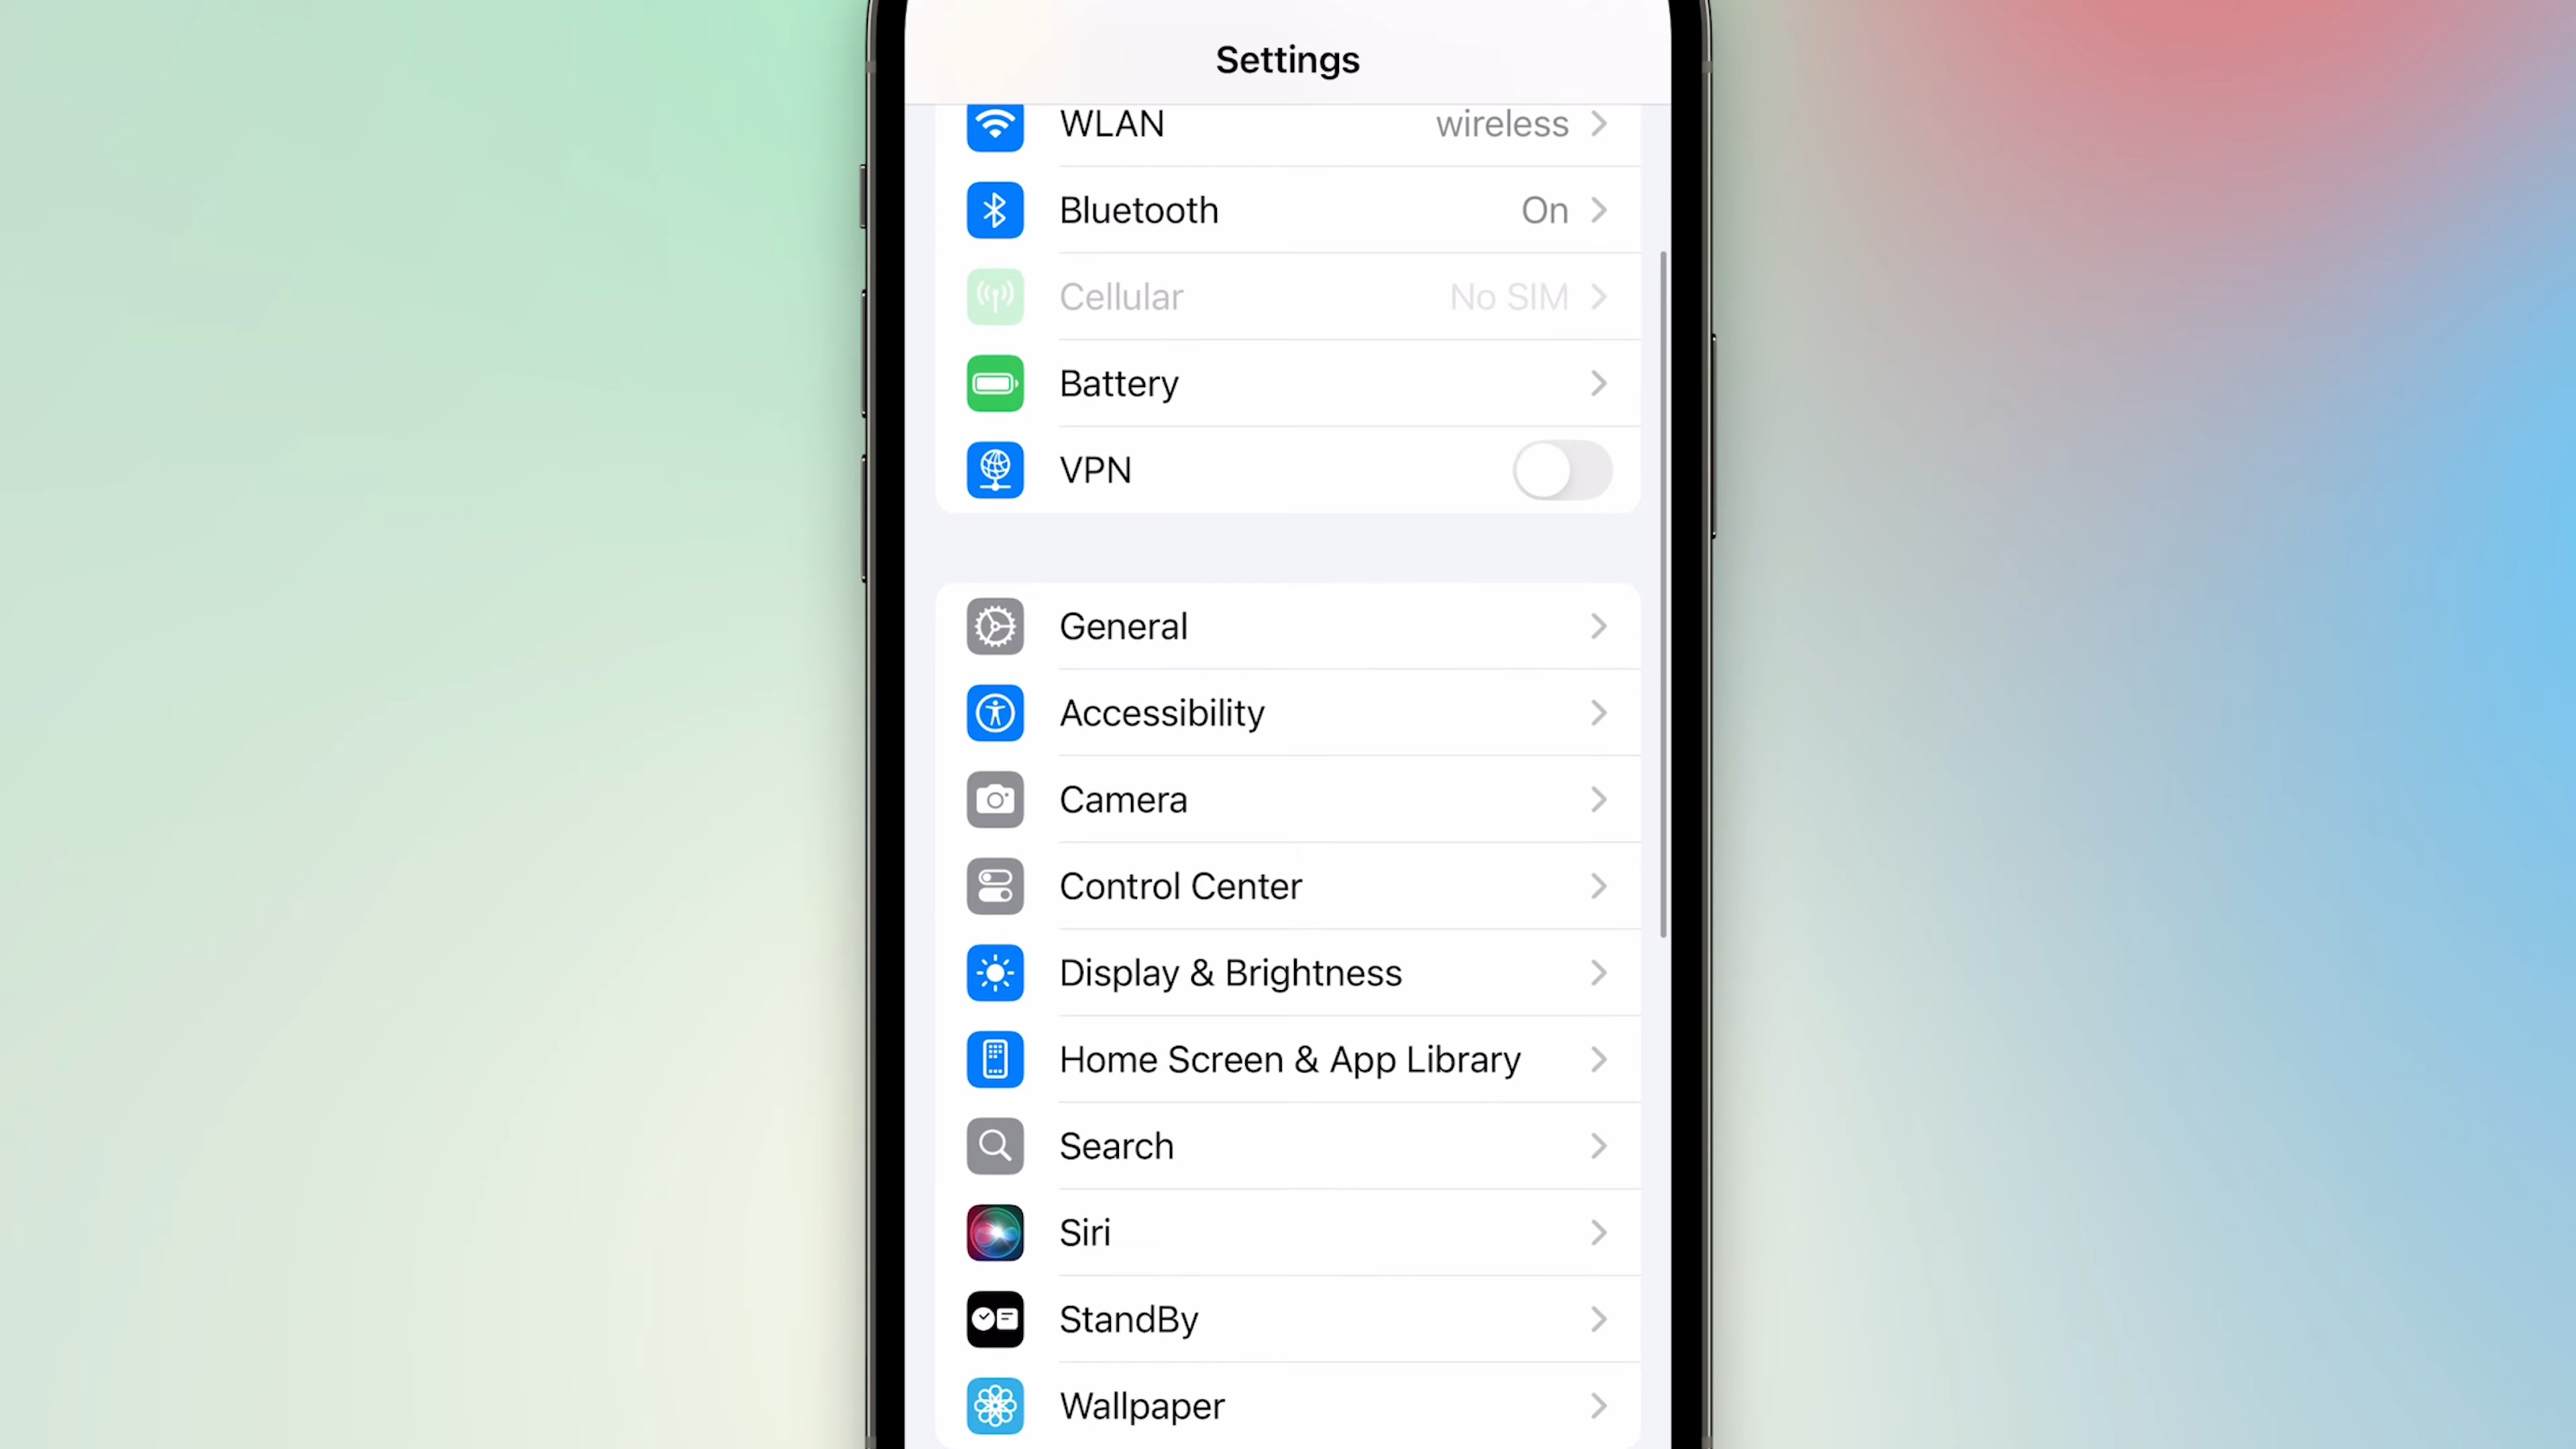 Settings
WLAN wireless
Bluetooth On
Cellular No SIM
Battery
VPN
General
Accessibility
Camera
Control Center
Display & Brightness
Home Screen & App Library
Search
Siri
StandBy
Wallpaper